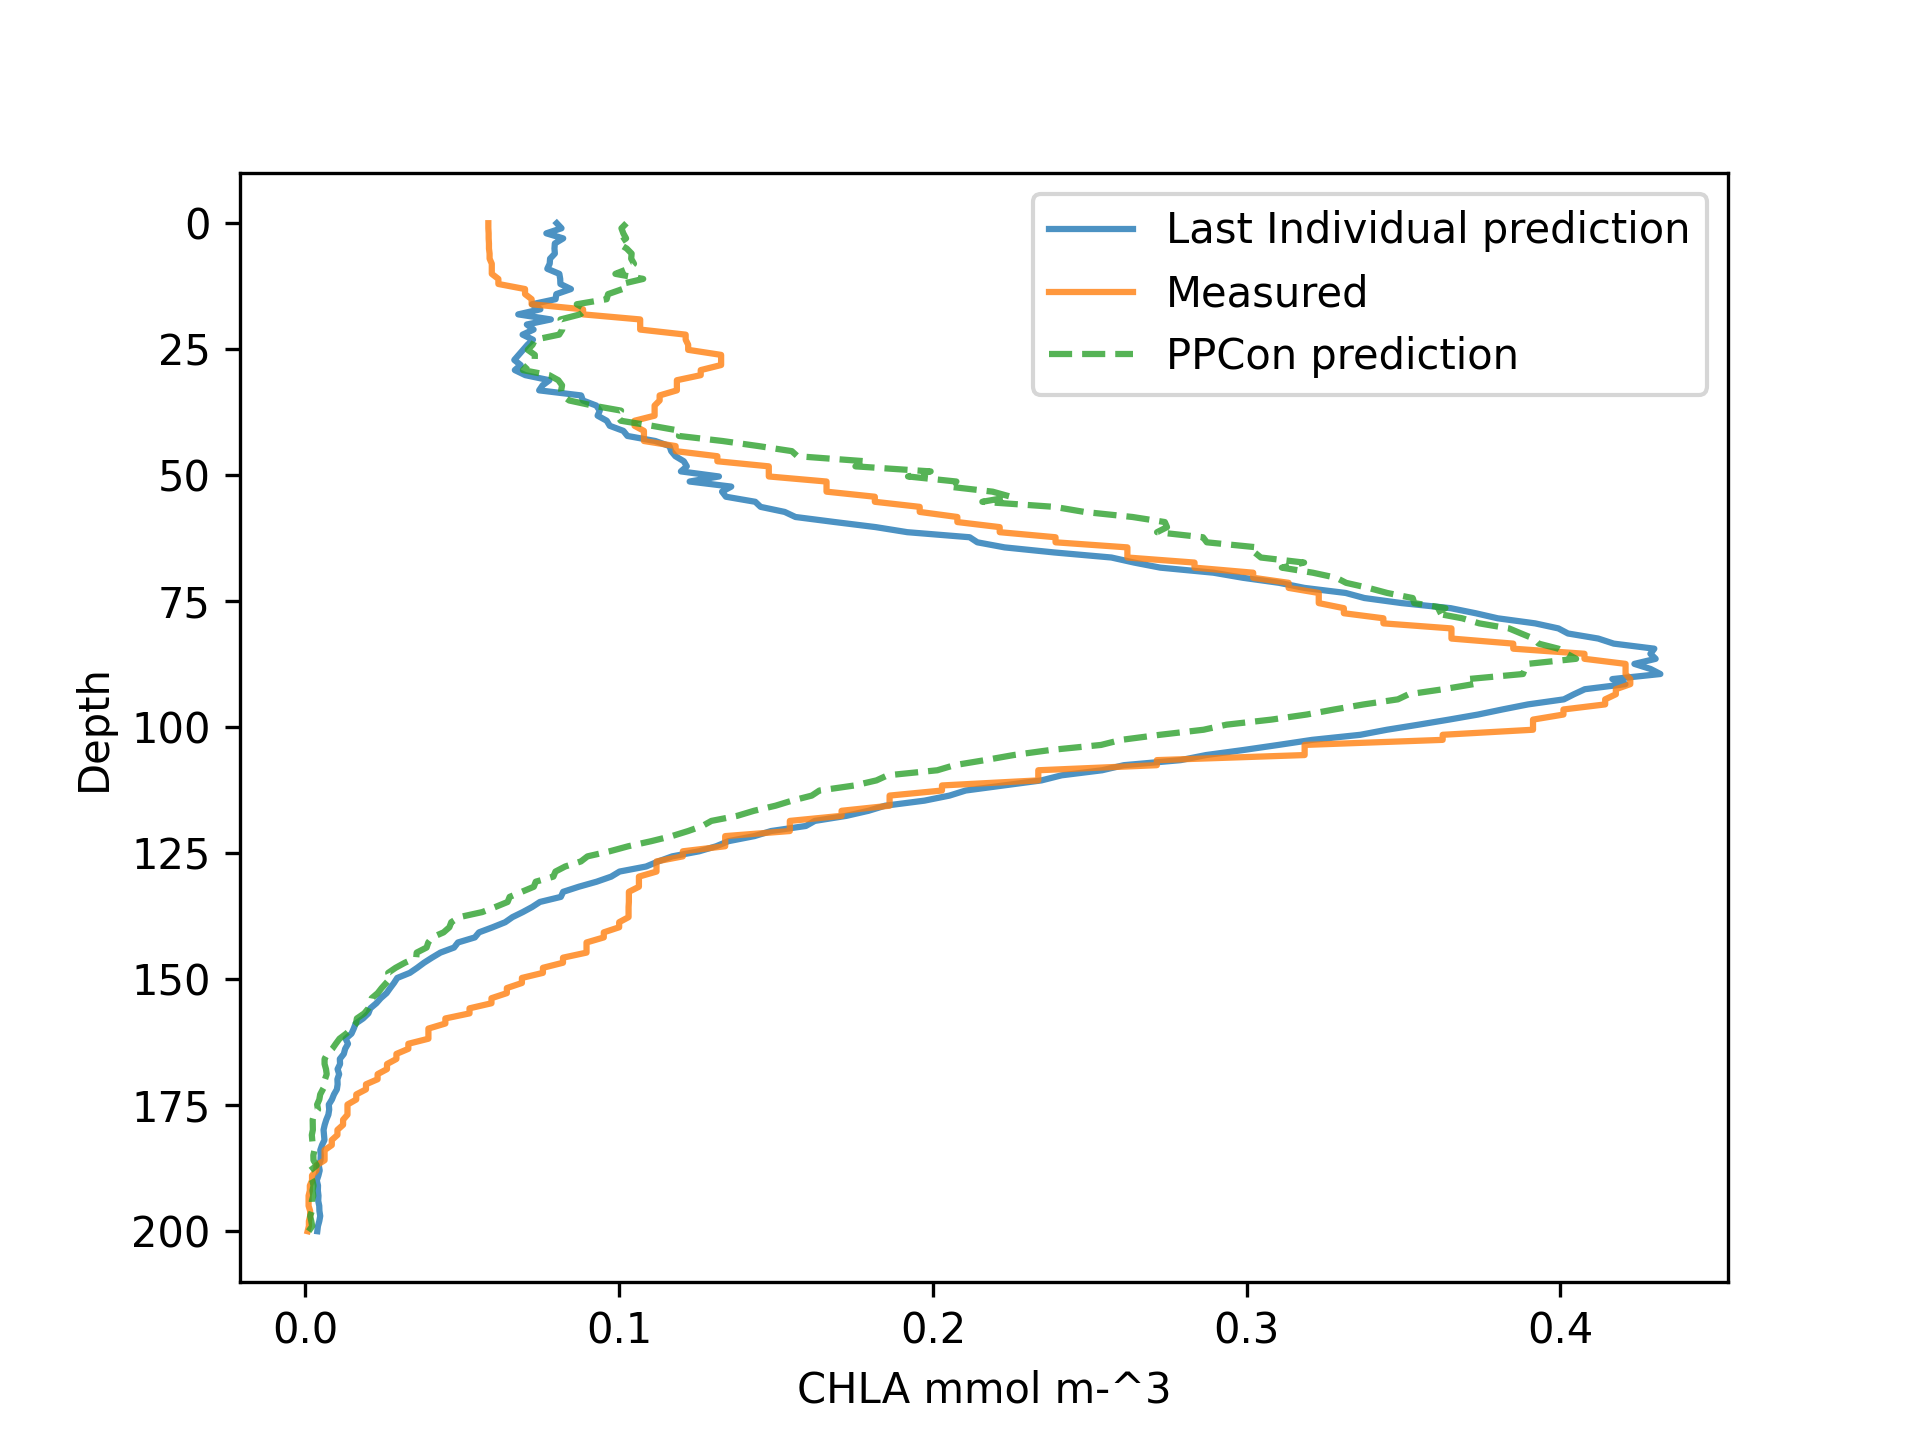 Last Individual prediction
Measured
PPCon prediction
0
25
50
75
100
125
150
175
200
Depth
0.0 0.1 0.2 0.3 0.4
CHLA mmol m-^3